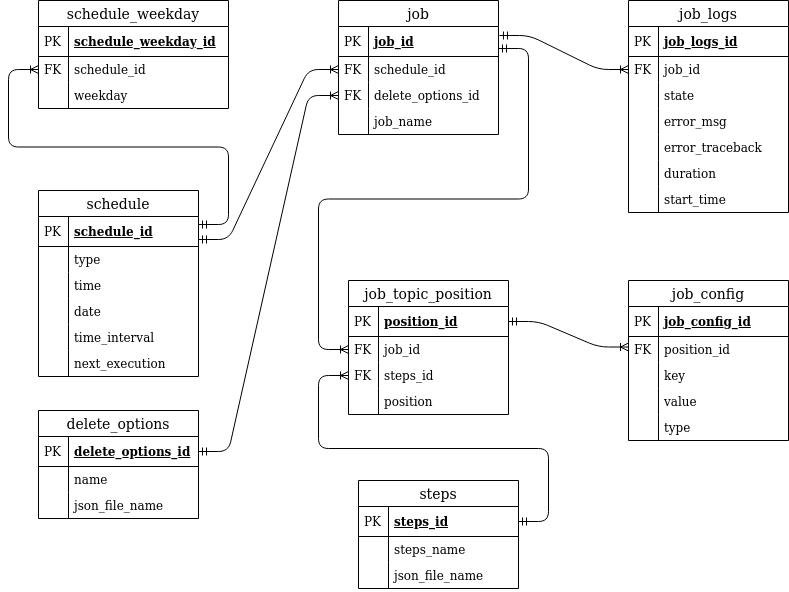 schedule_weekday
PK schedule_weekday_id
FK schedule_id
weekday
job
PK job_id
FK schedule_id
FK delete_options_id
job_name
job_logs
PK job_logs_id
FK job_id
state
error_msg
error_traceback
duration
start_time
schedule
PK schedule_id
type
time
date
time_interval
next_execution
job_topic_position
PK position_id
FK job_id
FK steps_id
position
job_config
PK job_config_id
FK position_id
key
value
type
delete_options
PK delete_options_id
name
json_file_name
steps
PK steps_id
steps_name
json_file_name